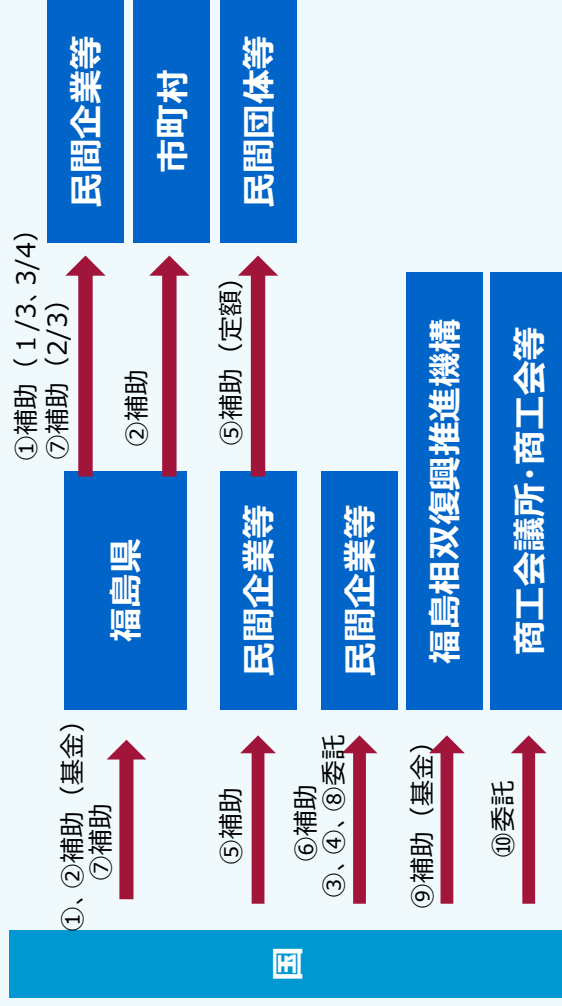 国
①、②補助（基金）
⑦補助
福島県
①補助（1/3、3/4）
⑦補助（2/3）
民間企業等
②補助
市町村
⑤補助
民間企業等
⑤補助（定額）
民間団体等
⑥補助
③、④、⑧委託
民間企業等
⑨補助（基金）
福島相双復興推進機構
⑩委託
商工会議所・商工会等